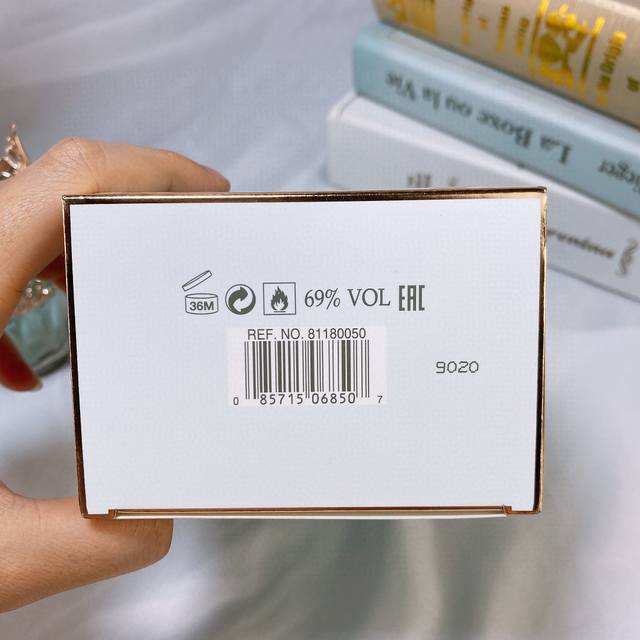 La Boxe ou la Vie
36M 69% VOL EAC
REF. NO. 81180050
0 85715 06850 7
9020